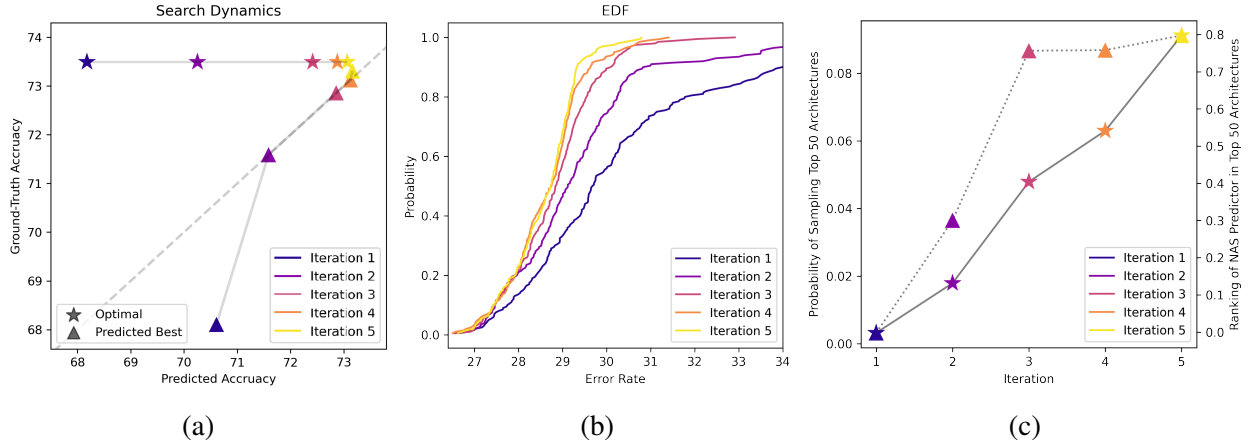 Search Dynamics
74
73
72
71
70
69
68
Ground-Truth Accruacy
Optimal
Predicted Best
Iteration 1
Iteration 2
Iteration 3
Iteration 4
Iteration 5
68 69 70 71 72 73
Predicted Accruacy
(a)
EDF
1.0
0.8
0.6
0.4
0.2
0.0
Probability
Iteration 1
Iteration 2
Iteration 3
Iteration 4
Iteration 5
27 28 29 30 31 32 33 34
Error Rate
(b)
Probability of Sampling Top 50 Architectures
0.08
0.06
0.04
0.02
0.00
Iteration 1
Iteration 2
Iteration 3
Iteration 4
Iteration 5
1 2 3 4 5
Iteration
0.8
0.7
0.6
0.5
0.4
0.3
0.2
0.1
0.0
Ranking of NAS Predictor in Top 50 Architectures
(c)